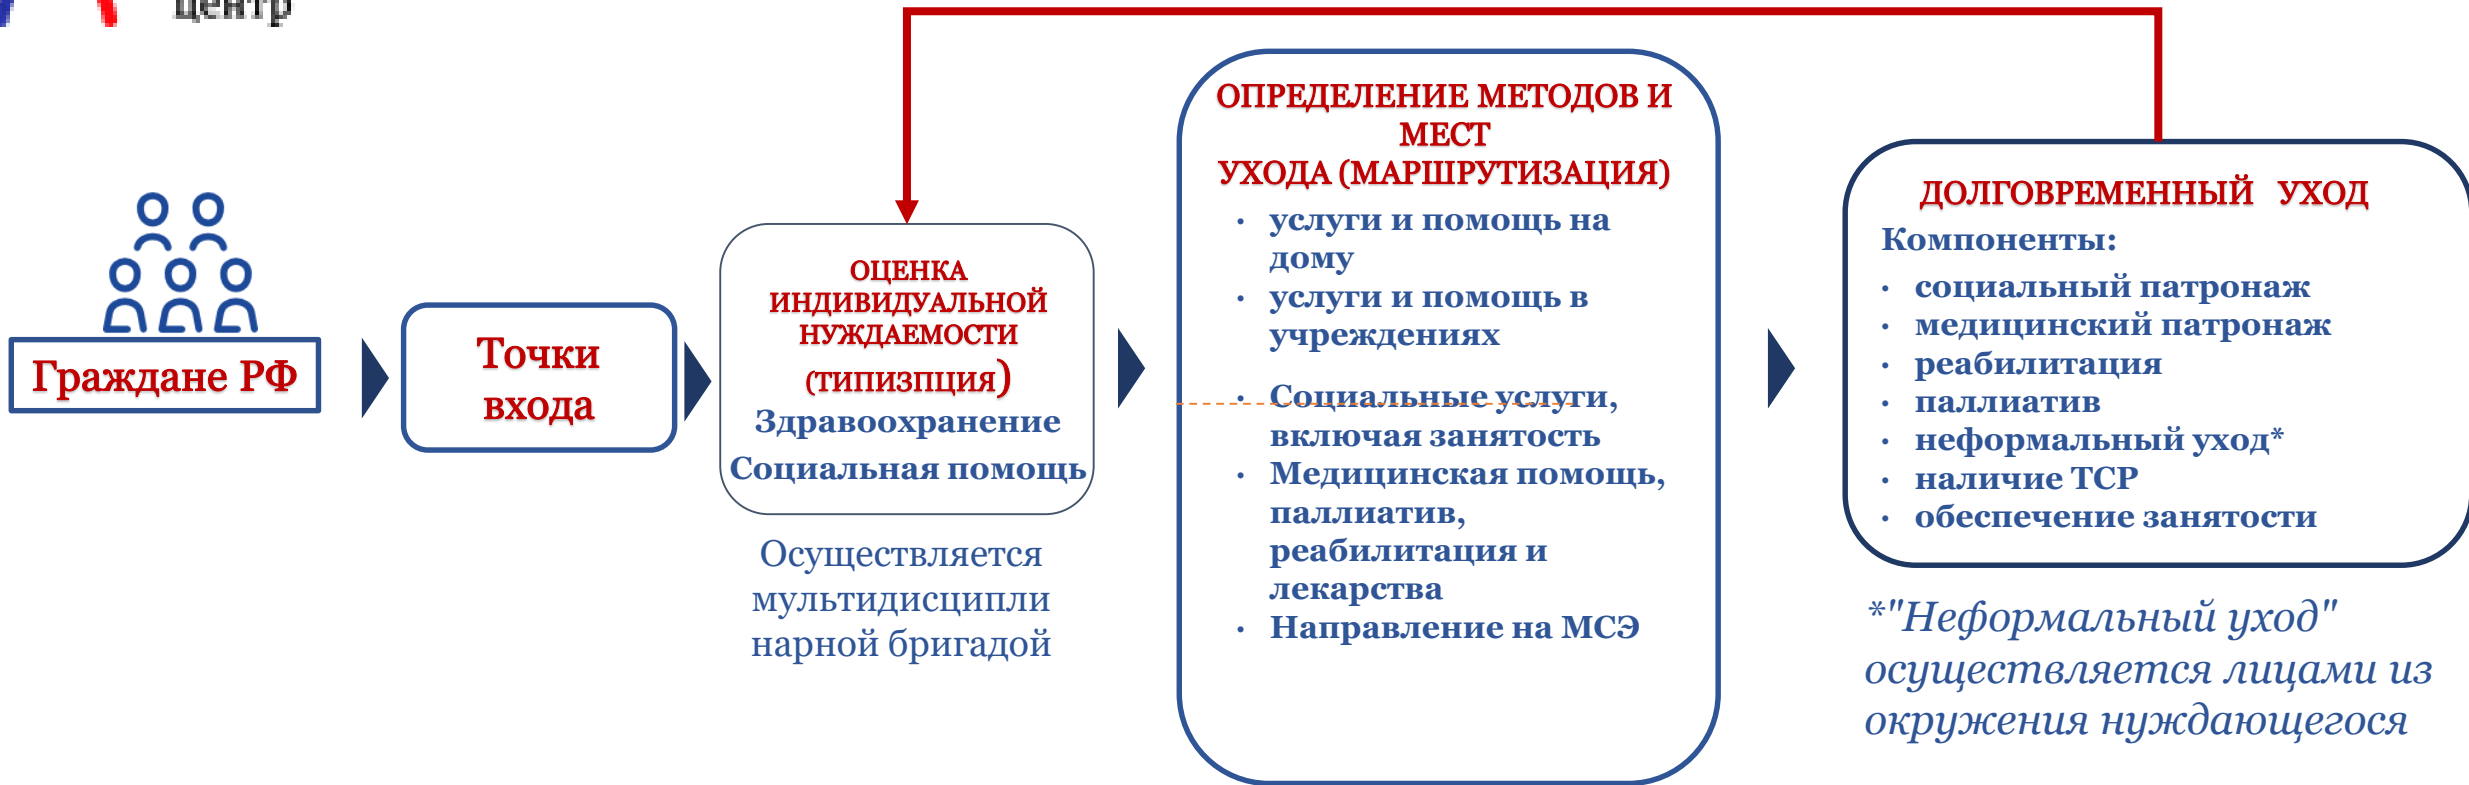 центр
Граждане РФ
Точки
входа
ОЦЕНКА
ИНДИВИДУАЛЬНОЙ
НУЖДАЕМОСТИ
(ТИПИЗПЦИЯ)
Здравоохранение
Социальная помощь
Осуществляется
мультидисципли
нарной бригадой
ОПРЕДЕЛЕНИЕ МЕТОДОВ И
МЕСТ
УХОДА (МАРШРУТИЗАЦИЯ)
· услуги и помощь на
дому
· услуги и помощь в
учреждениях
· Социальные услуги,
включая занятость
· Медицинская помощь,
паллиатив,
реабилитация и
лекарства
· Направление на МСЭ
ДОЛГОВРЕМЕННЫЙ УХОД
Компоненты:
· социальный патронаж
· медицинский патронаж
· реабилитация
· паллиатив
· неформальный уход*
· наличие ТСР
· обеспечение занятости
*"Неформальный уход"
осуществляется лицами из
окружения нуждающегося